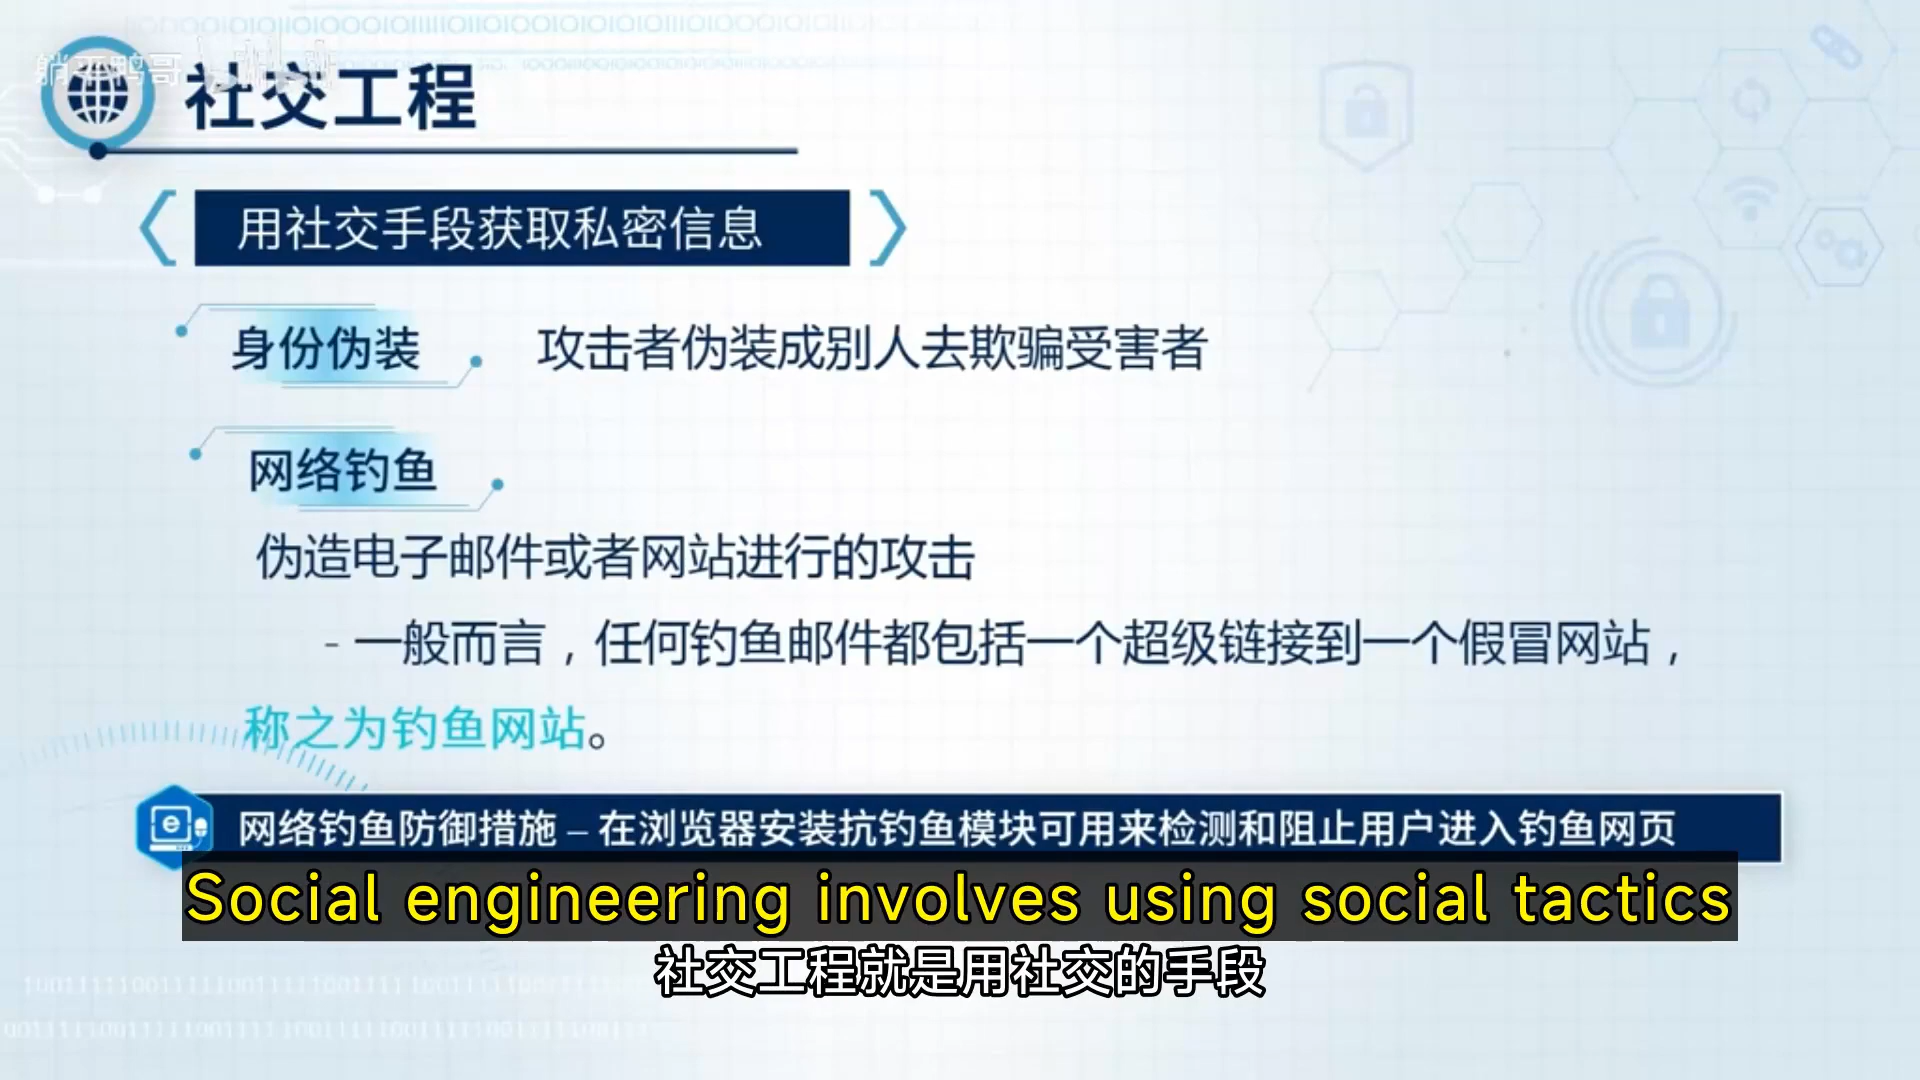 躺平鸭哥
社交工程
用社交手段获取私密信息
身份伪装
攻击者伪装成别人去欺骗受害者
网络钓鱼
伪造电子邮件或者网站进行的攻击
- 一般而言，任何钓鱼邮件都包括一个超级链接到一个假冒网站，
称之为钓鱼网站。
网络钓鱼防御措施 – 在浏览器安装抗钓鱼模块可用来检测和阻止用户进入钓鱼网页
Social engineering involves using social tactics
社交工程就是用社交的手段